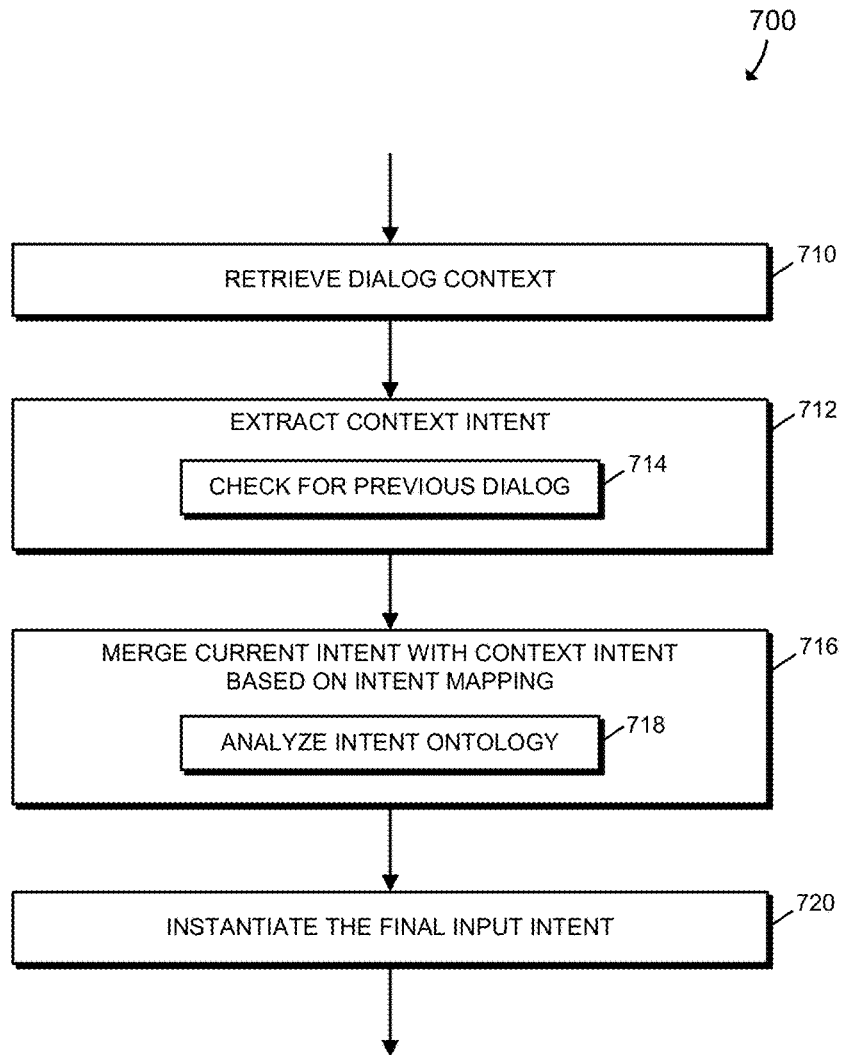 700
RETRIEVE DIALOG CONTEXT
710
EXTRACT CONTEXT INTENT
712
CHECK FOR PREVIOUS DIALOG
714
MERGE CURRENT INTENT WITH CONTEXT INTENT
BASED ON INTENT MAPPING
716
ANALYZE INTENT ONTOLOGY
718
INSTANTIATE THE FINAL INPUT INTENT
720